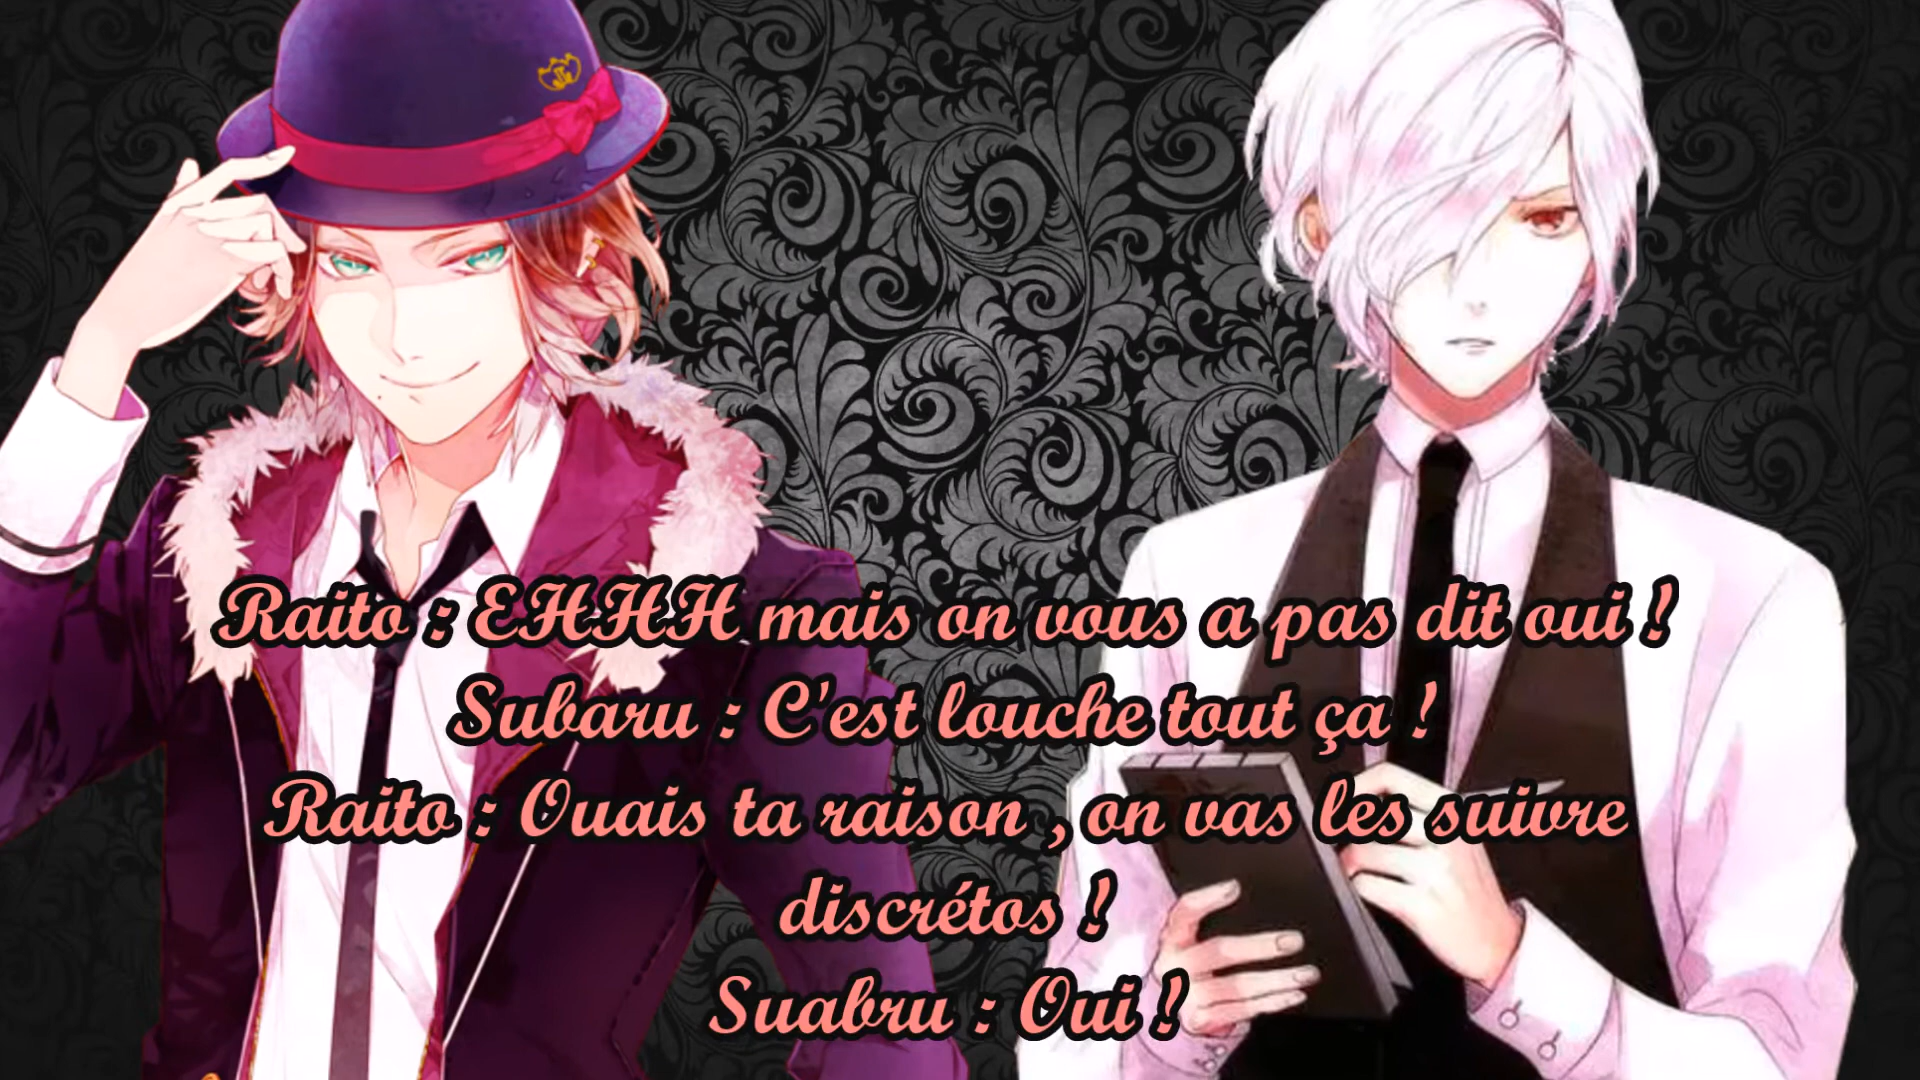 Raito : EHHH mais on vous a pas dit oui !
Subaru : C'est louche tout ça !
Raito : Ouais ta raison , on vas les suivre
discrétos !
Suabru : Oui !